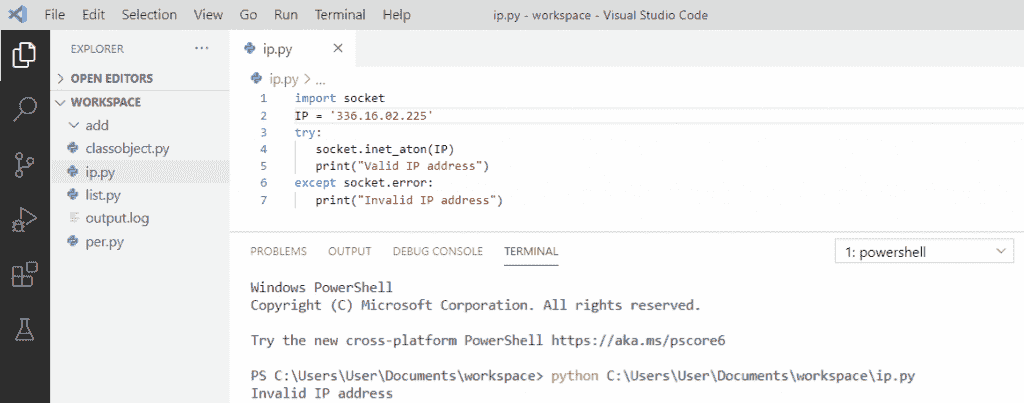 File Edit Selection View Go Run Terminal Help ip.py - workspace - Visual Studio Code
EXPLORER ...
OPEN EDITORS
WORKSPACE
add
classobject.py
ip.py
list.py
output.log
per.py
ip.py
ip.py > ...
1 import socket
2 IP = '336.16.02.225'
3 try:
4 socket.inet_aton(IP)
5 print("Valid IP address")
6 except socket.error:
7 print("Invalid IP address")
PROBLEMS OUTPUT DEBUG CONSOLE TERMINAL 1: powershell
Windows PowerShell
Copyright (C) Microsoft Corporation. All rights reserved.
Try the new cross-platform PowerShell https://aka.ms/pscore6
PS C:\Users\User\Documents\workspace> python C:\Users\User\Documents\workspace\ip.py
Invalid IP address